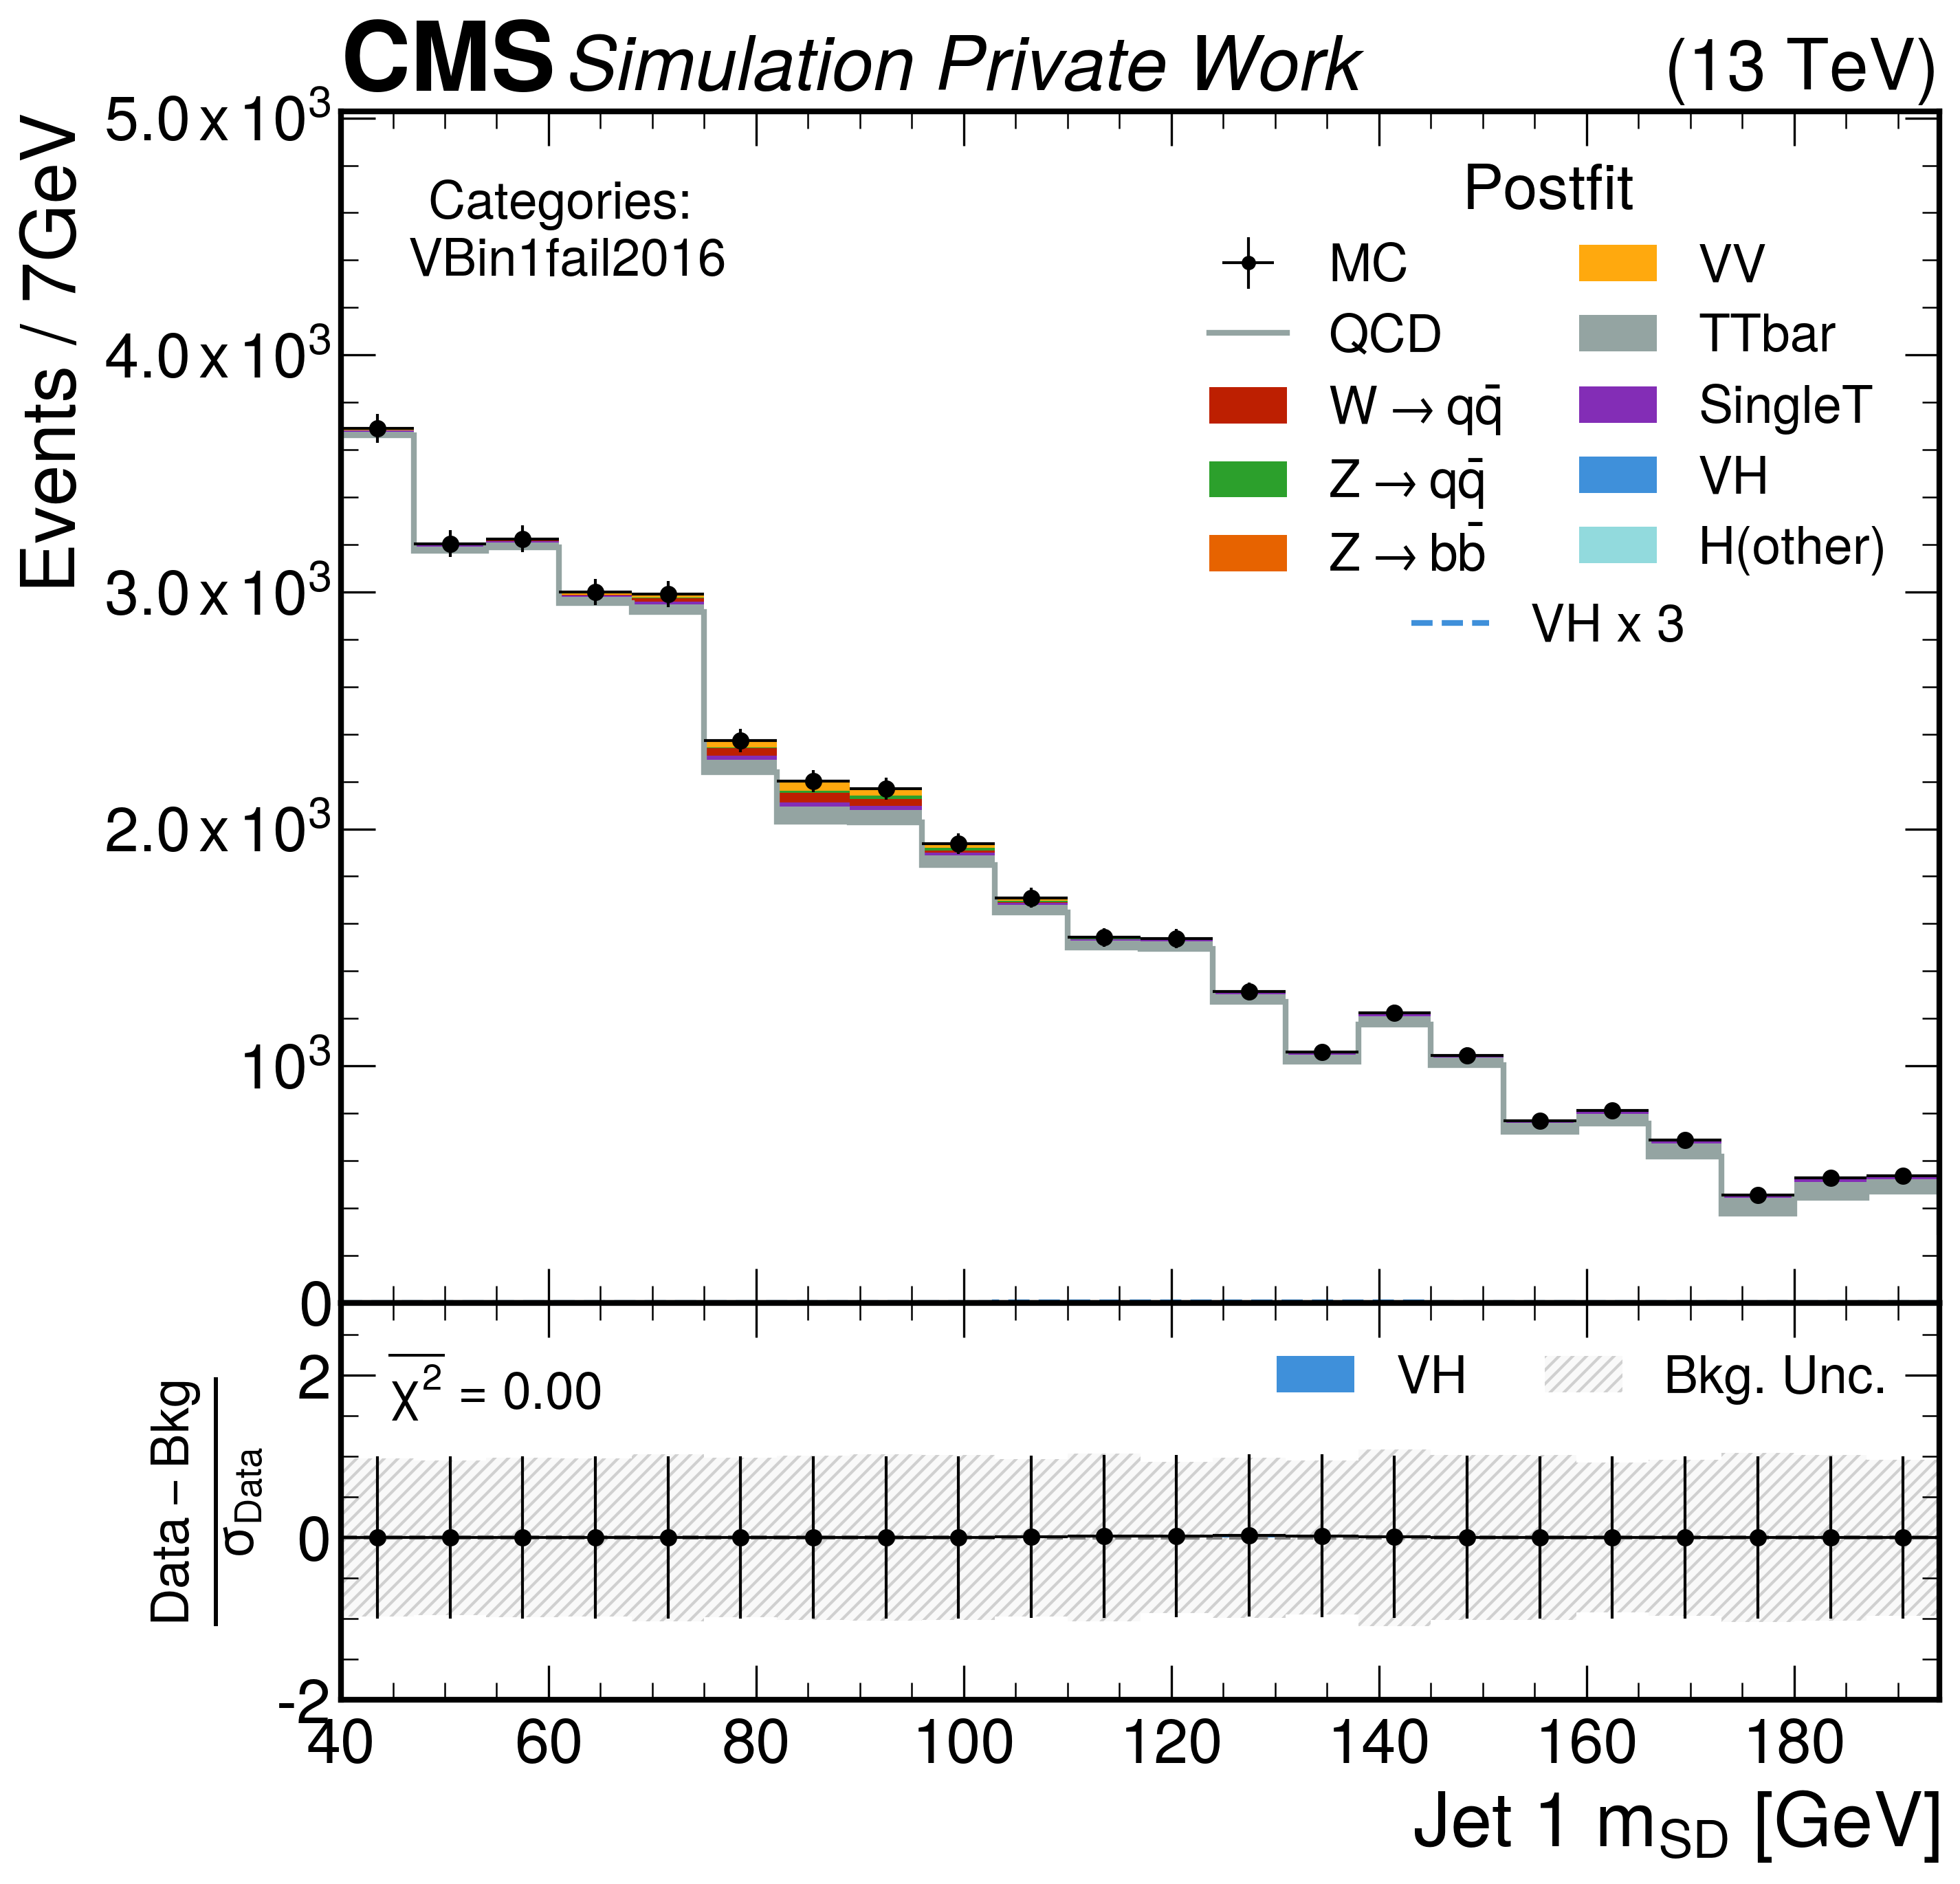 CMS Simulation Private Work (13 TeV)
Events / 7GeV
5.0 x 10³
4.0 x 10³
3.0 x 10³
2.0 x 10³
10³
0
Categories:
VBin1fail2016
Postfit
MC
QCD
W → qq̄
Z → qq̄
Z → bb̄
VV
TTbar
SingleT
VH
H(other)
VH x 3
Data − Bkg
σ_Data
2
0
-2
χ̅² = 0.00
VH
Bkg. Unc.
40 60 80 100 120 140 160 180
Jet 1 m_SD [GeV]